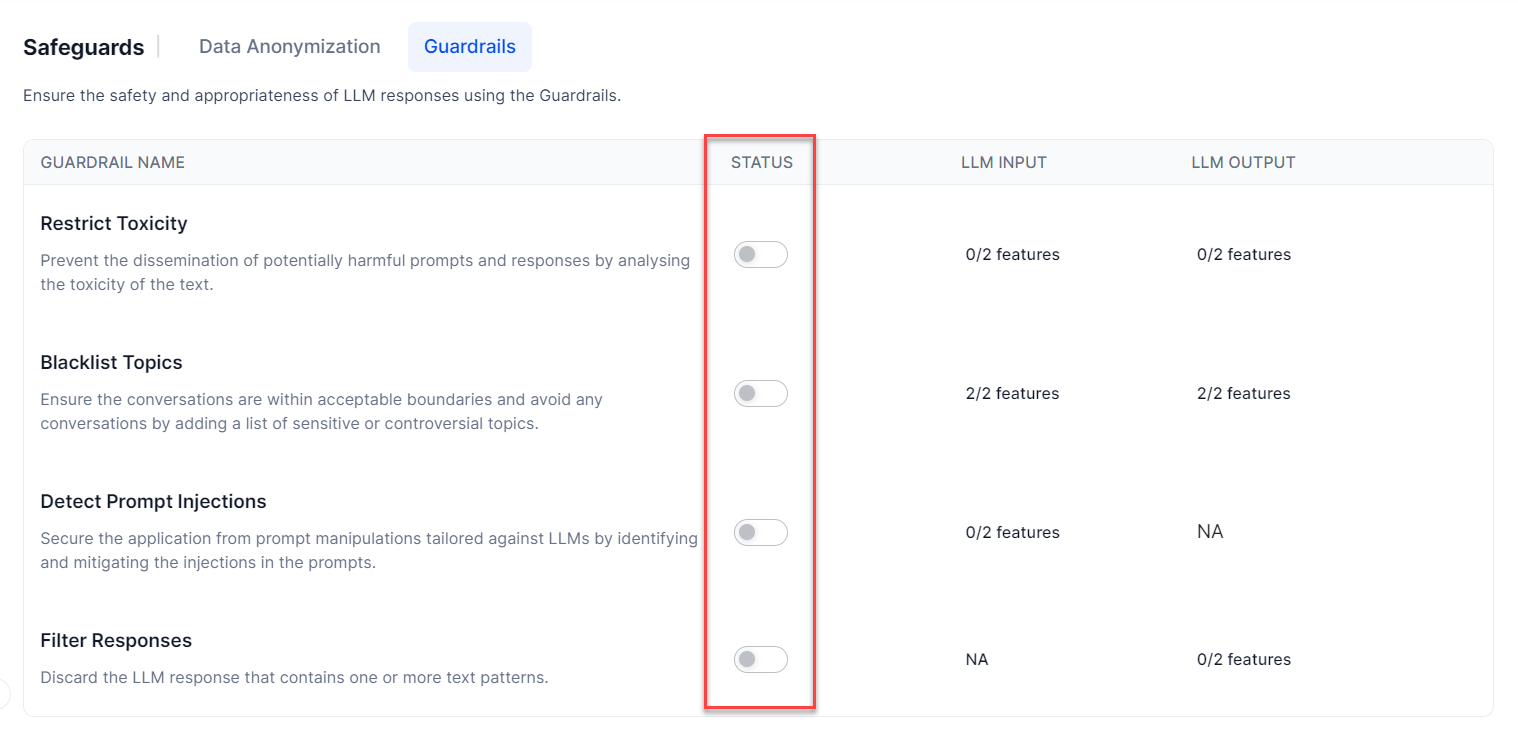 Safeguards
Data Anonymization
Guardrails
Ensure the safety and appropriateness of LLM responses using the Guardrails.
GUARDRAIL NAME
STATUS
LLM INPUT
LLM OUTPUT
Restrict Toxicity
Prevent the dissemination of potentially harmful prompts and responses by analysing
the toxicity of the text.
0/2 features
0/2 features
Blacklist Topics
Ensure the conversations are within acceptable boundaries and avoid any
conversations by adding a list of sensitive or controversial topics.
2/2 features
2/2 features
Detect Prompt Injections
Secure the application from prompt manipulations tailored against LLMs by identifying
and mitigating the injections in the prompts.
0/2 features
NA
Filter Responses
Discard the LLM response that contains one or more text patterns.
NA
0/2 features